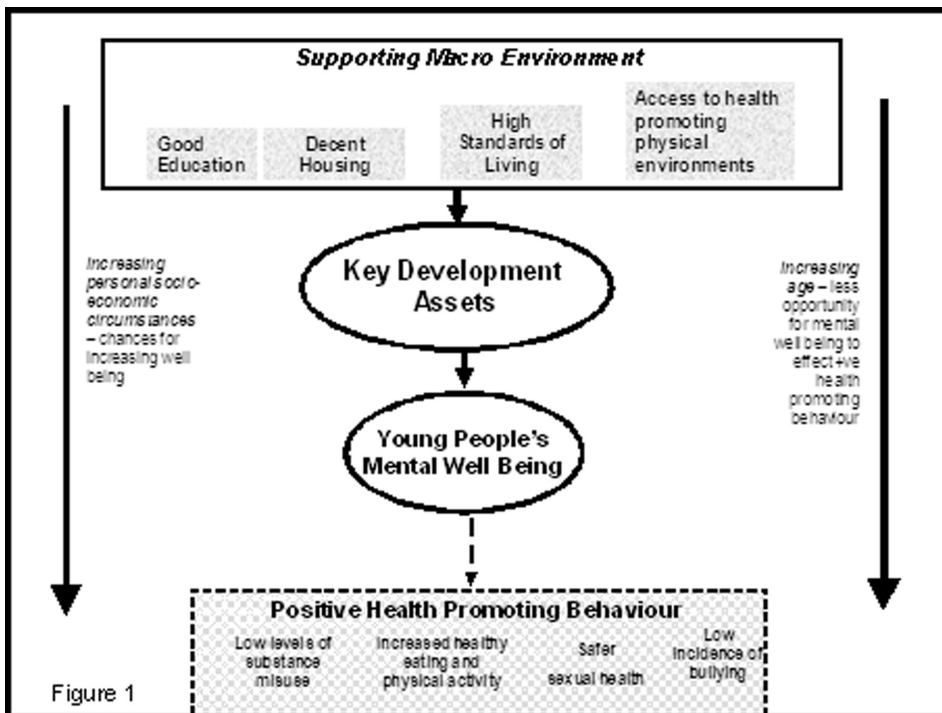 Supporting Macro Environment
Good
Education
Decent
Housing
High
Standards of
Living
Access to health
promoting
physical
environments
Key Development
Assets
Increasing
personal socio-
economic
circumstances
– chances for
increasing well
being
Increasing
age – less
opportunity
for mental
well being to
effect +ve
health
promoting
behaviour
Young People's
Mental Well Being
Positive Health Promoting Behaviour
Low levels of
substance
misuse
Increased healthy
eating and
physical activity
Safer
sexual health
Low
incidence of
bullying
Figure 1